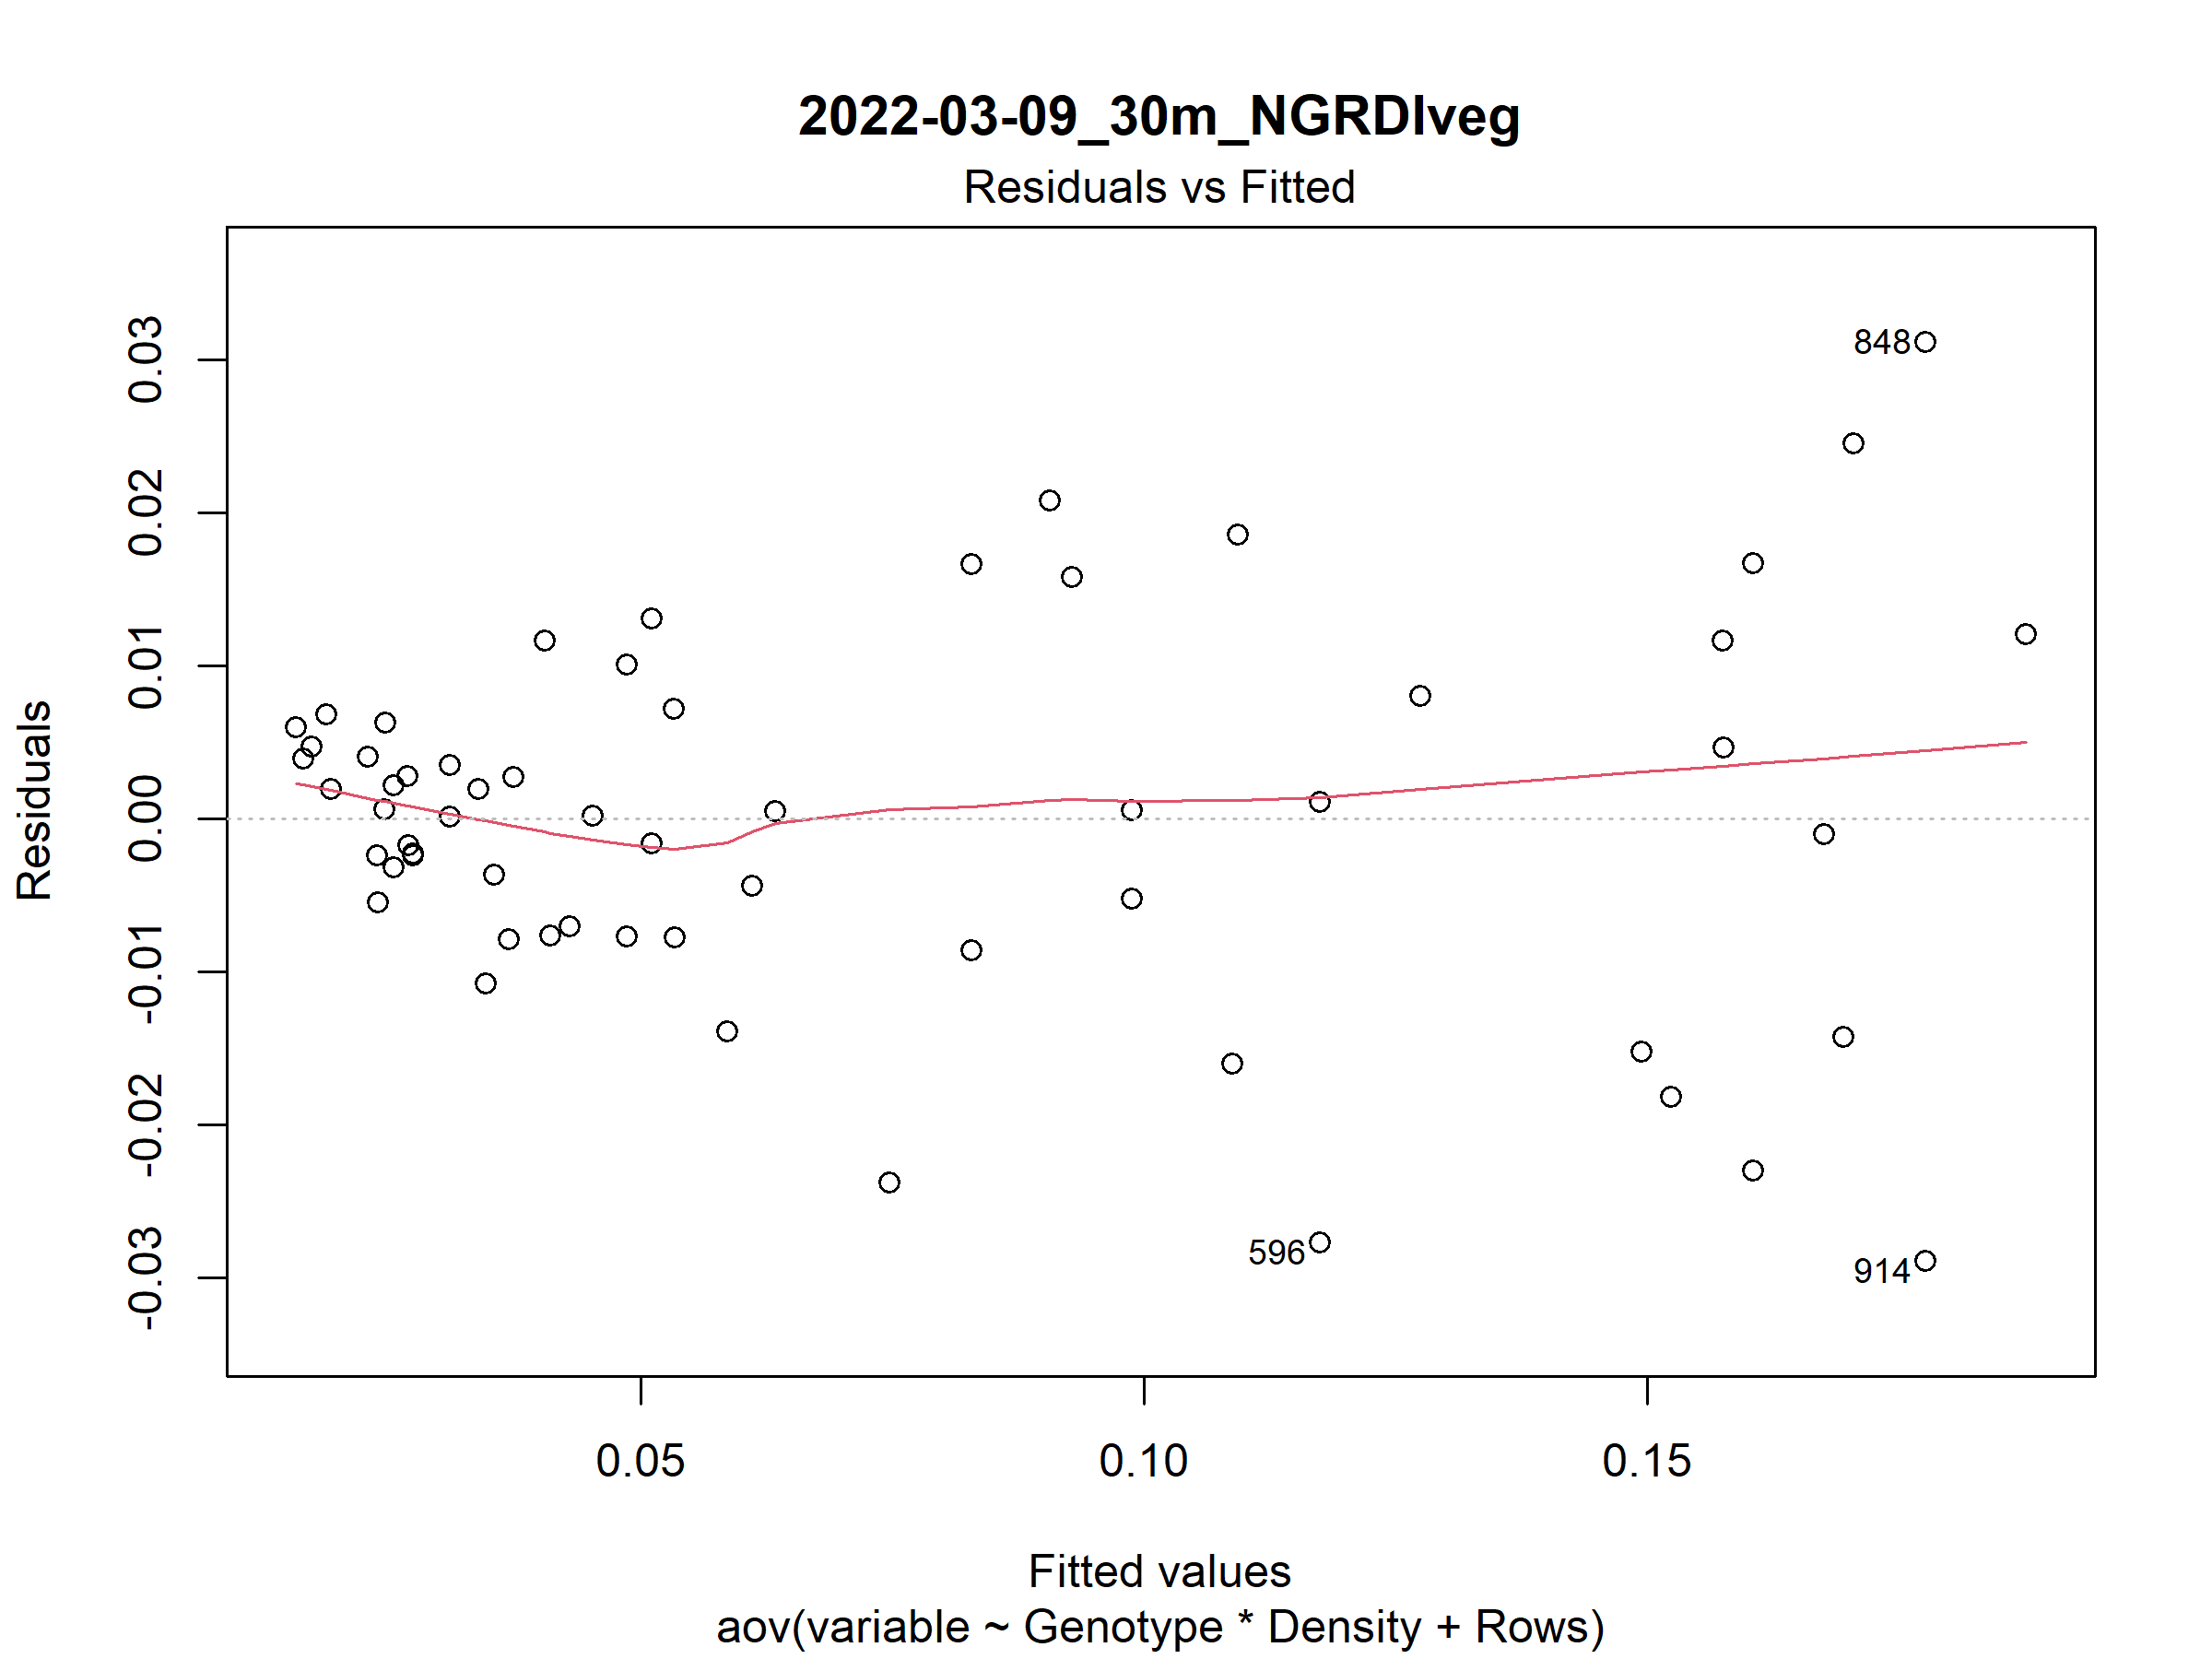 2022-03-09_30m_NGRDIveg
Residuals vs Fitted
Residuals
0.03
0.02
0.01
0.00
-0.01
-0.02
-0.03
848
596
914
0.05 0.10 0.15
Fitted values
aov(variable ~ Genotype * Density + Rows)